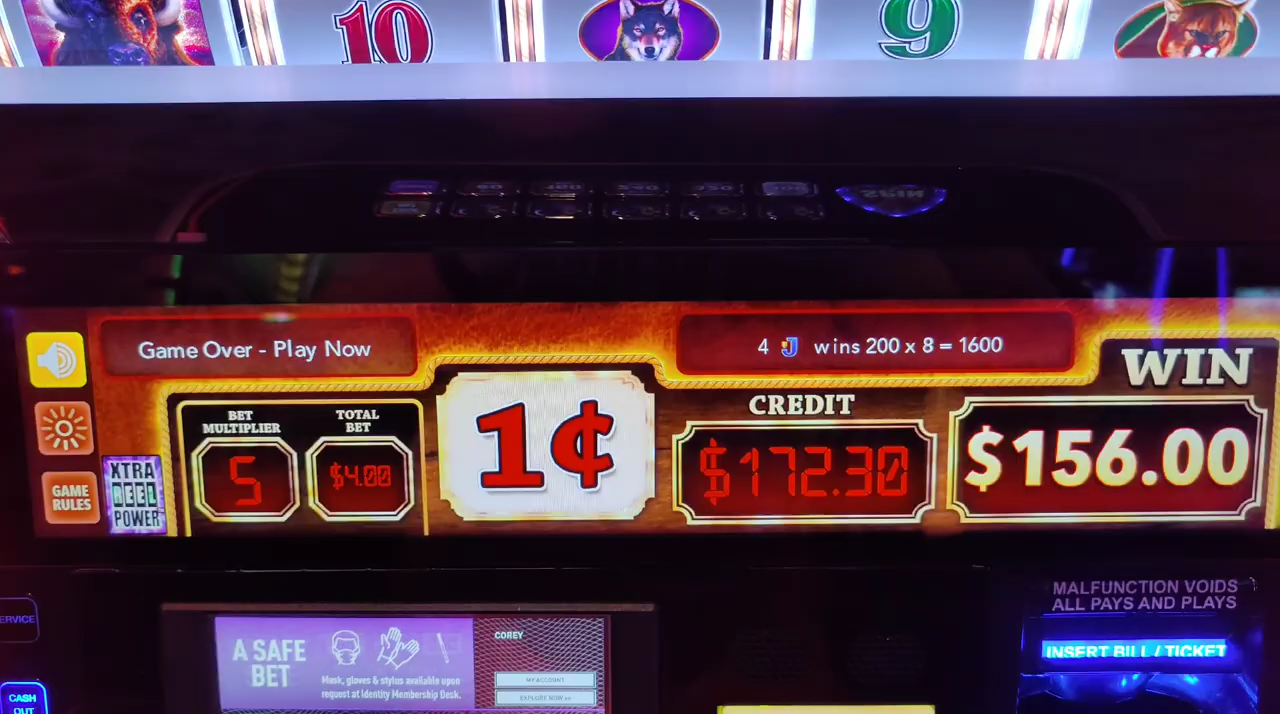 10
9
SPIN
Game Over - Play Now
4 J wins 200 x 8 = 1600
WIN
BET MULTIPLIER
TOTAL BET
5
$4.00
1¢
CREDIT
$172.30
$156.00
GAME RULES
XTRA
REEL
POWER
MALFUNCTION VOIDS
ALL PAYS AND PLAYS
INSERT BILL / TICKET
ERVICE
CASH
OUT
A SAFE
BET
Mask, gloves & stylus available upon
request at Identity Membership Desk.
COREY
MY ACCOUNT
EXPLORE NOW >>